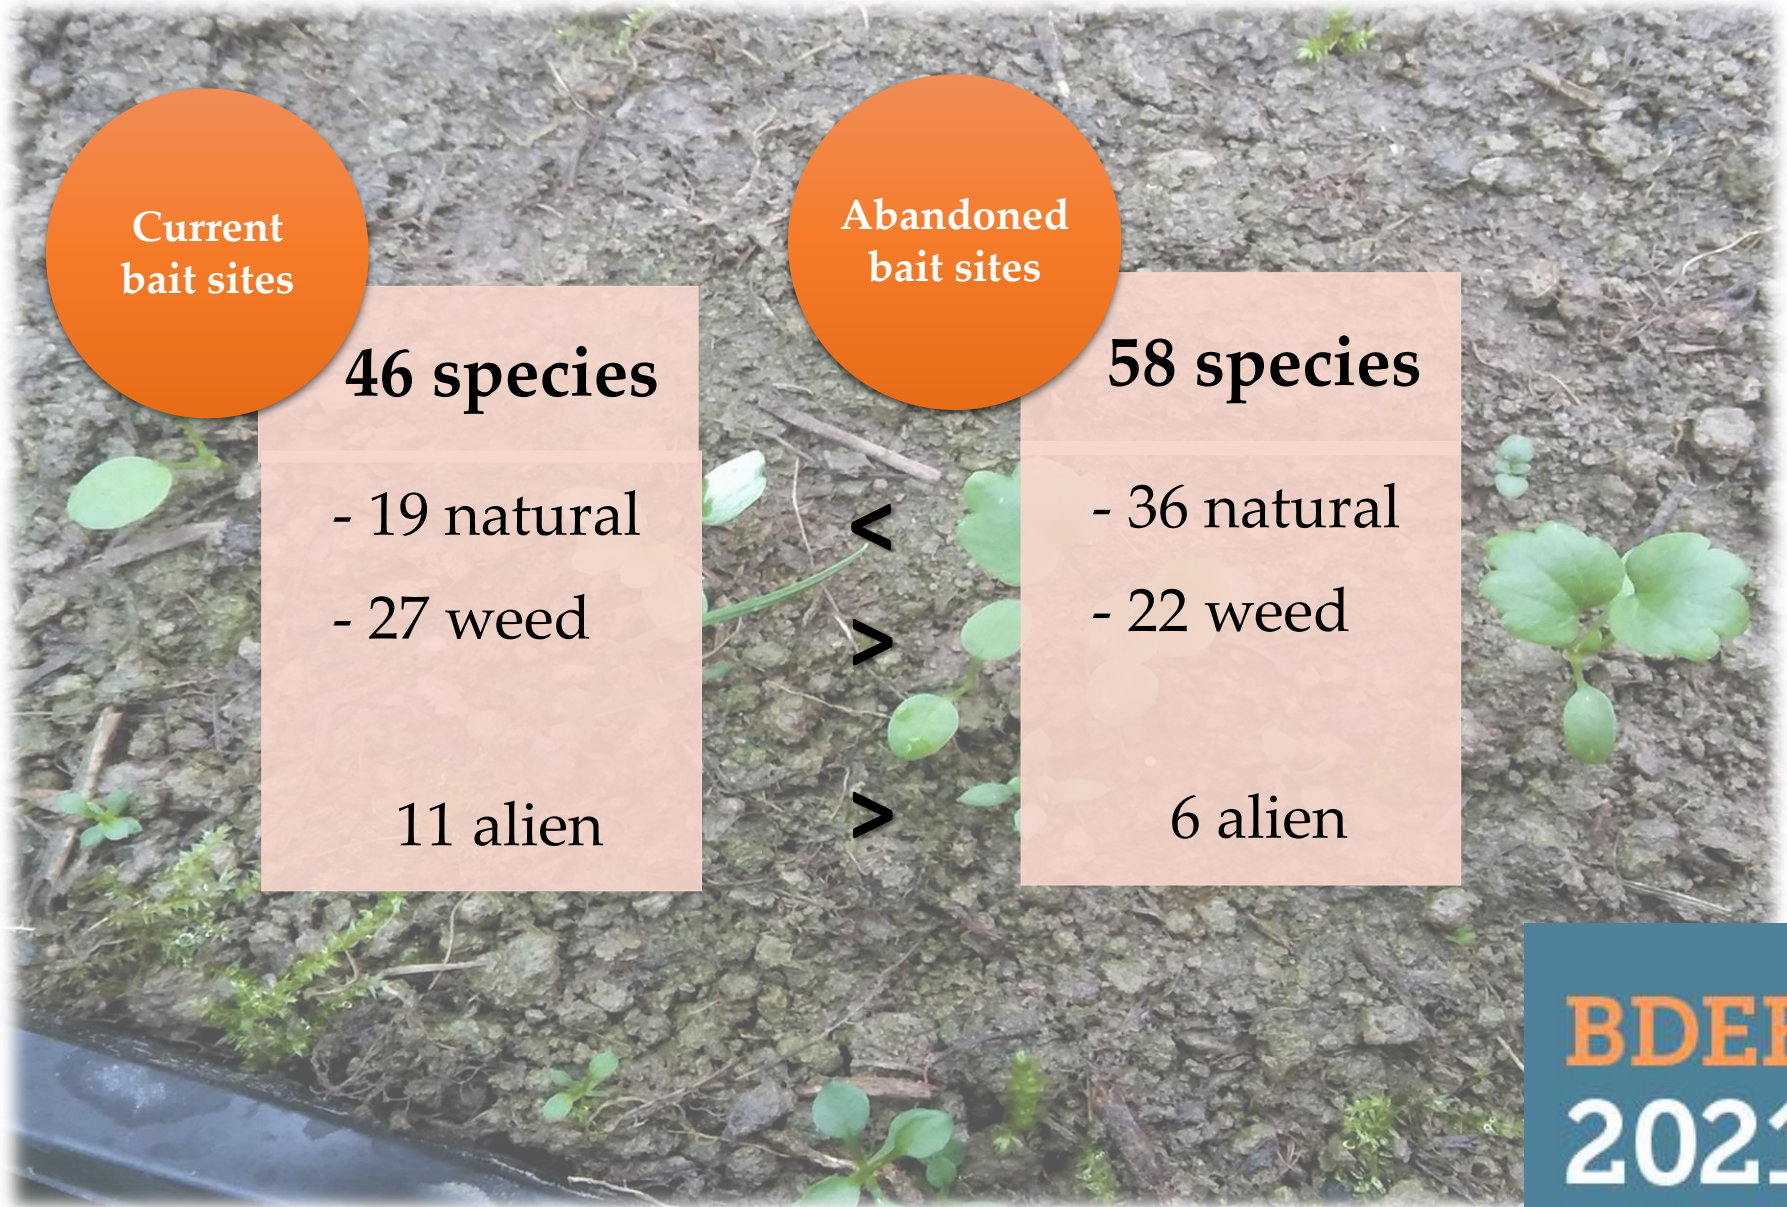 Current
bait sites
46 species
- 19 natural
- 27 weed
11 alien
<
>
>
Abandoned
bait sites
58 species
- 36 natural
- 22 weed
6 alien
2021